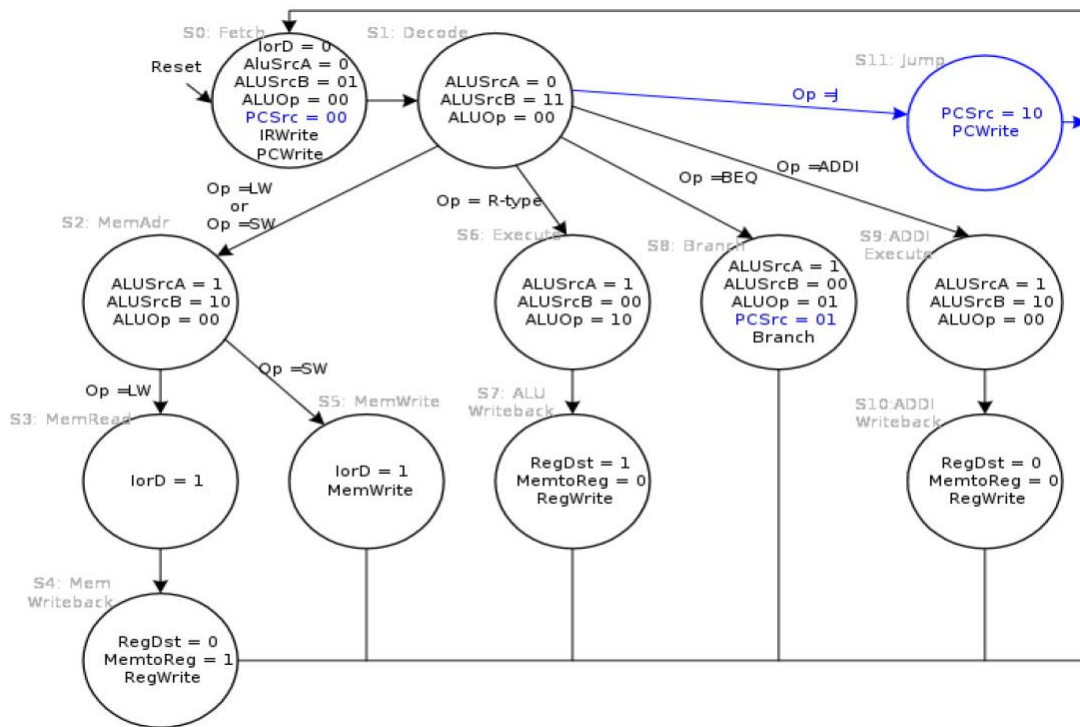 S0: Fetch
S1: Decode
S11: Jump
Reset
IorD = 0
AluSrcA = 0
ALUSrcB = 01
ALUOp = 00
PCSrc = 00
IRWrite
PCWrite
ALUSrcA = 0
ALUSrcB = 11
ALUOp = 00
Op =J
PCSrc = 10
PCWrite
Op =LW
or
Op =SW
Op = R-type
Op =BEQ
Op =ADDI
S2: MemAdr
S6: Execute
S8: Branch
S9:ADDI
Execute
ALUSrcA = 1
ALUSrcB = 10
ALUOp = 00
ALUSrcA = 1
ALUSrcB = 00
ALUOp = 10
ALUSrcA = 1
ALUSrcB = 00
ALUOp = 01
PCSrc = 01
Branch
ALUSrcA = 1
ALUSrcB = 10
ALUOp = 00
Op =LW
Op =SW
S3: MemRead
S5: MemWrite
S7: ALU
Writeback
S10:ADDI
Writeback
IorD = 1
IorD = 1
MemWrite
RegDst = 1
MemtoReg = 0
RegWrite
RegDst = 0
MemtoReg = 0
RegWrite
S4: Mem
Writeback
RegDst = 0
MemtoReg = 1
RegWrite